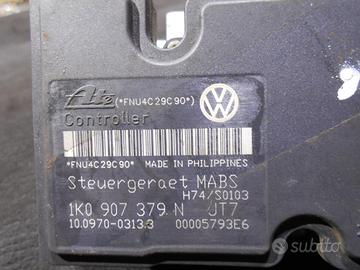 Ate (*FNU4C29C90*)
Controller
*FNU4C29C90* MADE IN PHILIPPINES
Steuergeraet MABS
H74/S0103
1K0 907 379 N JT7
10.0970-0313.3 00005793E6
subito